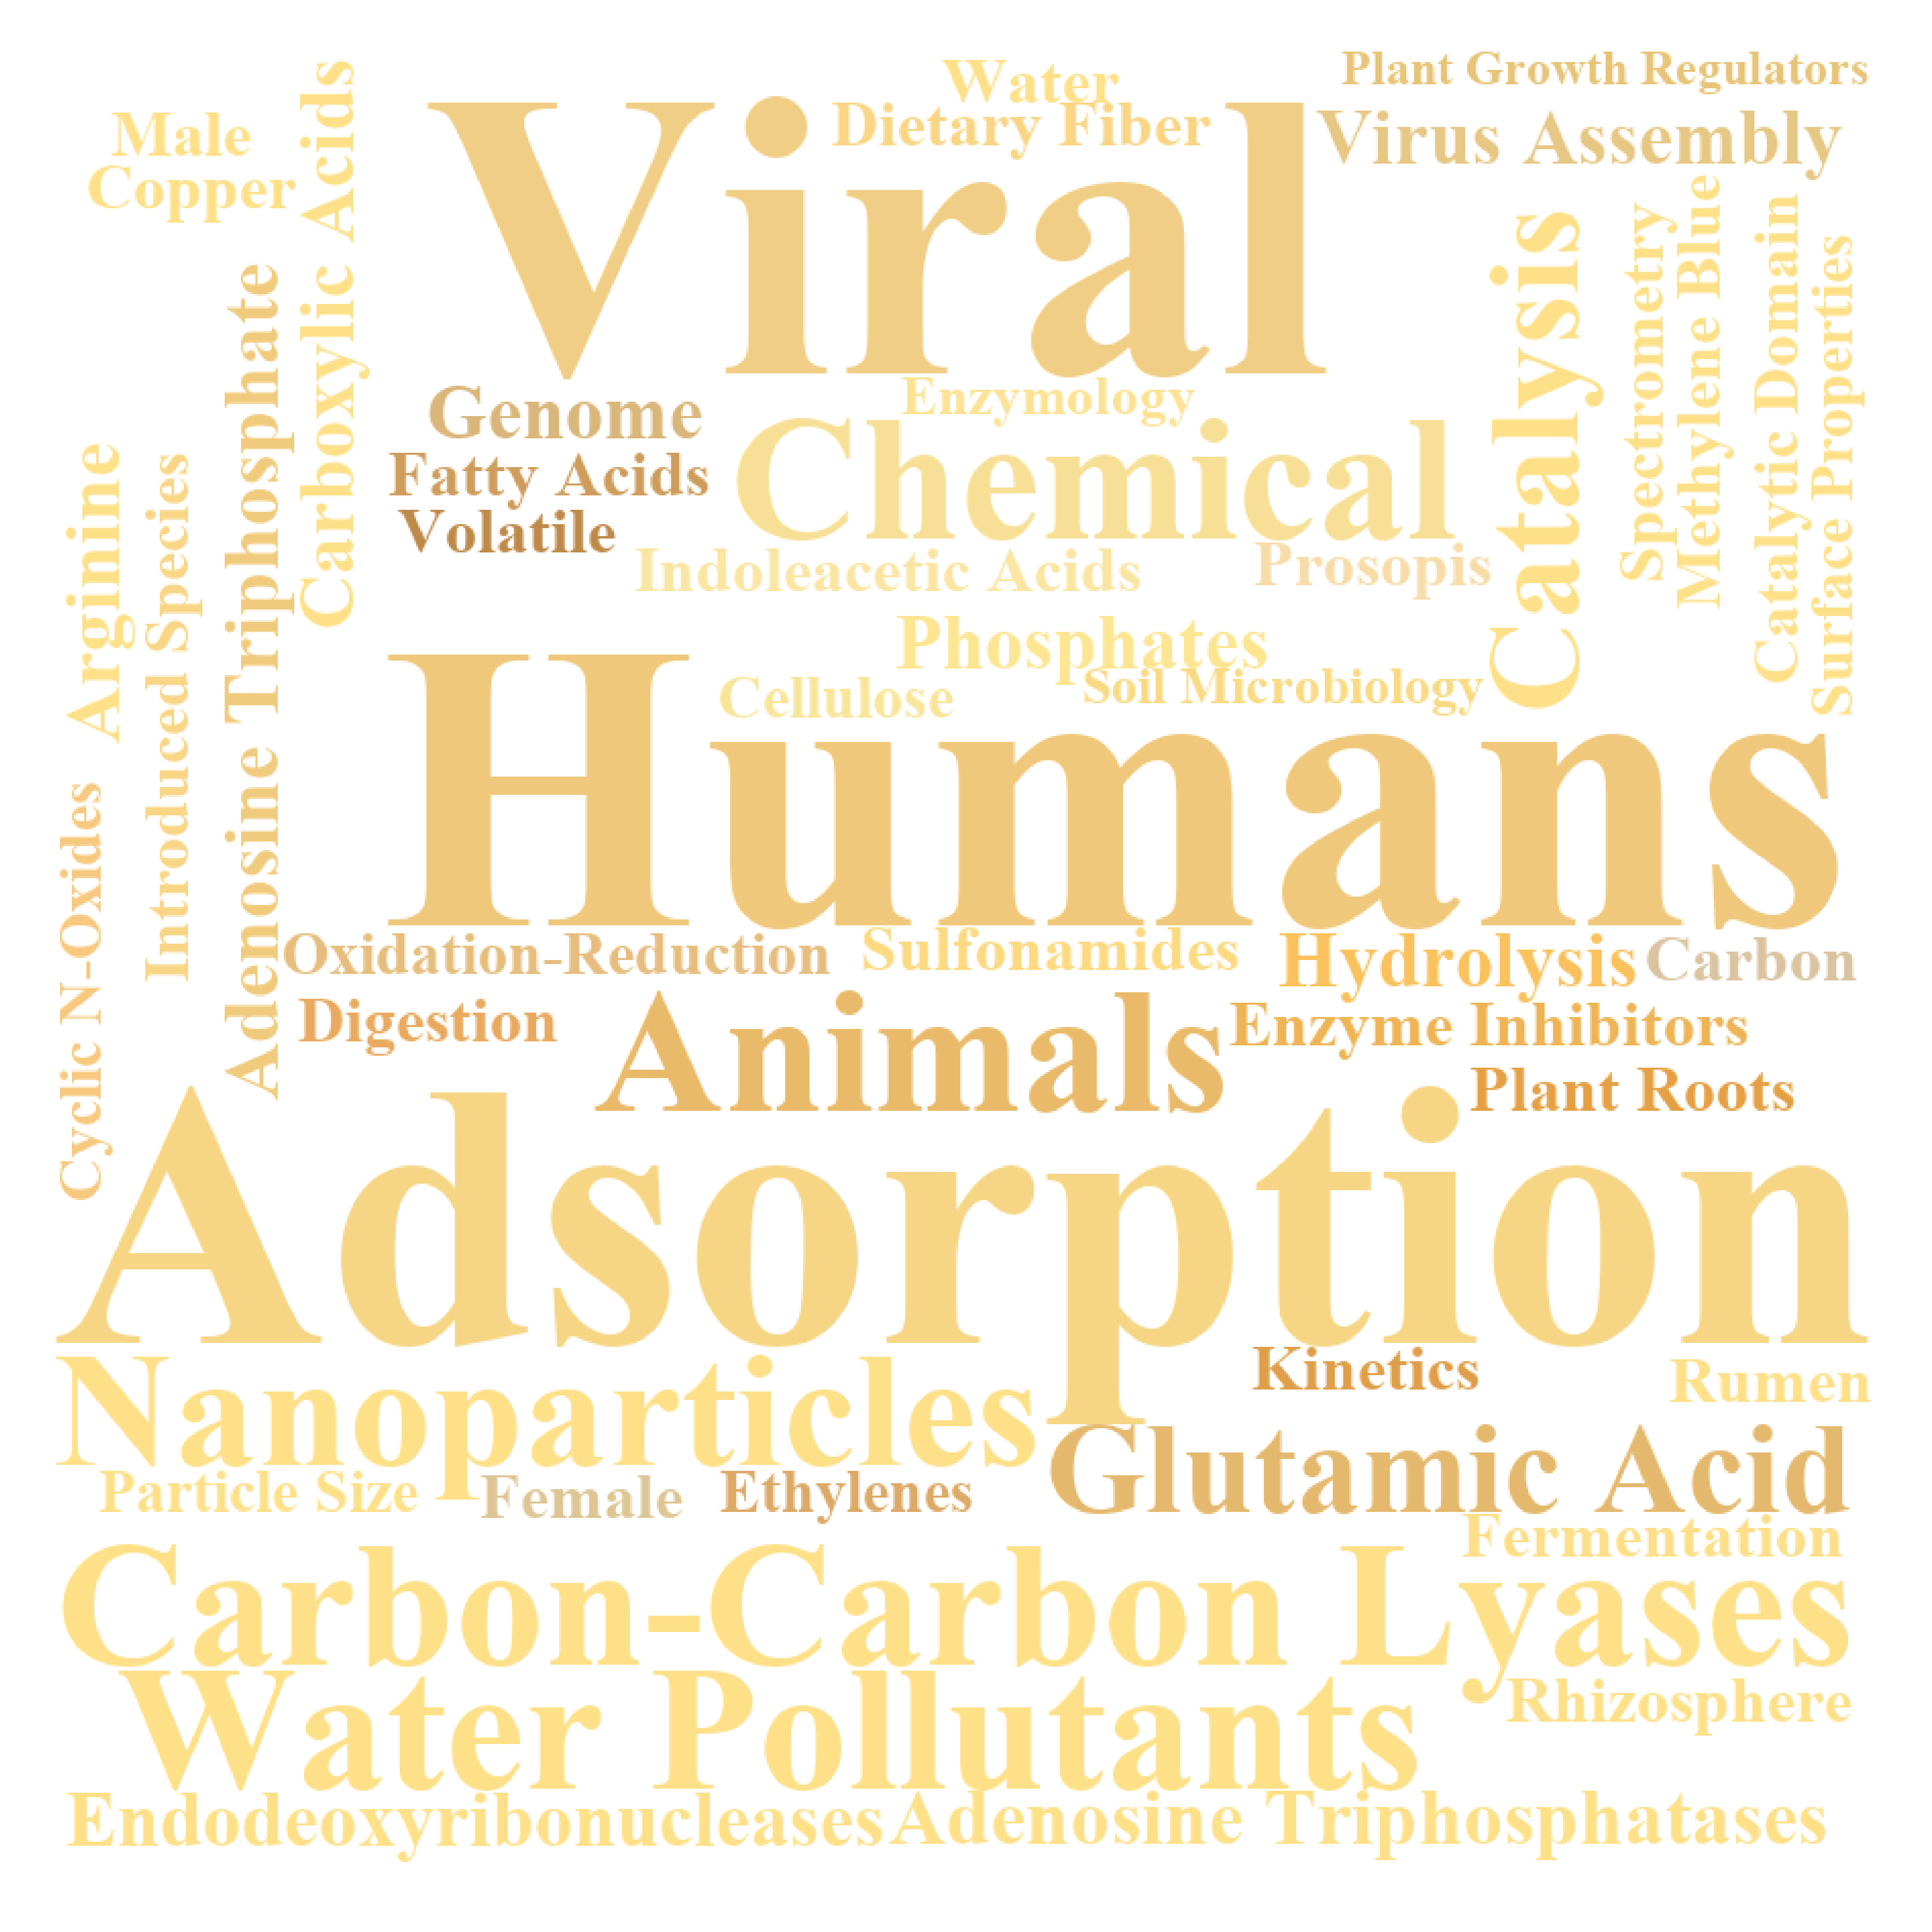 Water
Plant Growth Regulators
Male
Dietary Fiber
Virus Assembly
Copper
Carboxylic Acids
Viral
Catalysis
Spectrometry
Methylene Blue
Catalytic Domain
Surface Properties
Adenosine Triphosphate
Genome
Enzymology
Chemical
Fatty Acids
Volatile
Arginine
Introduced Species
Indoleacetic Acids
Prosopis
Phosphates
Cellulose
Soil Microbiology
Humans
Cyclic N-Oxides
Oxidation-Reduction
Sulfonamides
Hydrolysis
Carbon
Digestion
Animals
Enzyme Inhibitors
Plant Roots
Adsorption
Nanoparticles
Kinetics
Rumen
Particle Size
Female
Ethylenes
Glutamic Acid
Fermentation
Carbon-Carbon Lyases
Water Pollutants
Rhizosphere
Endodeoxyribonucleases
Adenosine Triphosphatases